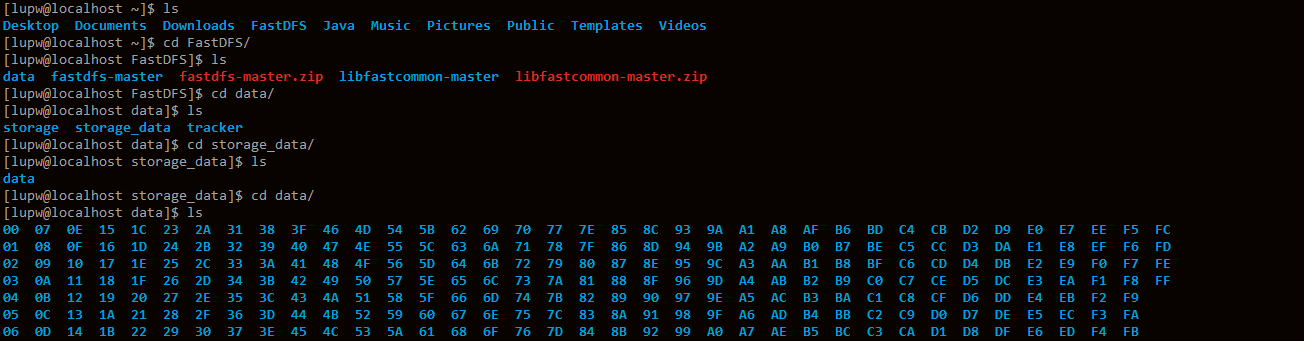 [lupw@localhost ~]$ ls
Desktop  Documents  Downloads  FastDFS  Java  Music  Pictures  Public  Templates  Videos
[lupw@localhost ~]$ cd FastDFS/
[lupw@localhost FastDFS]$ ls
data  fastdfs-master  fastdfs-master.zip  libfastcommon-master  libfastcommon-master.zip
[lupw@localhost FastDFS]$ cd data/
[lupw@localhost data]$ ls
storage  storage_data  tracker
[lupw@localhost data]$ cd storage_data/
[lupw@localhost storage_data]$ ls
data
[lupw@localhost storage_data]$ cd data/
[lupw@localhost data]$ ls
00  07  0E  15  1C  23  2A  31  38  3F  46  4D  54  5B  62  69  70  77  7E  85  8C  93  9A  A1  A8  AF  B6  BD  C4  CB  D2  D9  E0  E7  EE  F5  FC
01  08  0F  16  1D  24  2B  32  39  40  47  4E  55  5C  63  6A  71  78  7F  86  8D  94  9B  A2  A9  B0  B7  BE  C5  CC  D3  DA  E1  E8  EF  F6  FD
02  09  10  17  1E  25  2C  33  3A  41  48  4F  56  5D  64  6B  72  79  80  87  8E  95  9C  A3  AA  B1  B8  BF  C6  CD  D4  DB  E2  E9  F0  F7  FE
03  0A  11  18  1F  26  2D  34  3B  42  49  50  57  5E  65  6C  73  7A  81  88  8F  96  9D  A4  AB  B2  B9  C0  C7  CE  D5  DC  E3  EA  F1  F8  FF
04  0B  12  19  20  27  2E  35  3C  43  4A  51  58  5F  66  6D  74  7B  82  89  90  97  9E  A5  AC  B3  BA  C1  C8  CF  D6  DD  E4  EB  F2  F9
05  0C  13  1A  21  28  2F  36  3D  44  4B  52  59  60  67  6E  75  7C  83  8A  91  98  9F  A6  AD  B4  BB  C2  C9  D0  D7  DE  E5  EC  F3  FA
06  0D  14  1B  22  29  30  37  3E  45  4C  53  5A  61  68  6F  76  7D  84  8B  92  99  A0  A7  AE  B5  BC  C3  CA  D1  D8  DF  E6  ED  F4  FB